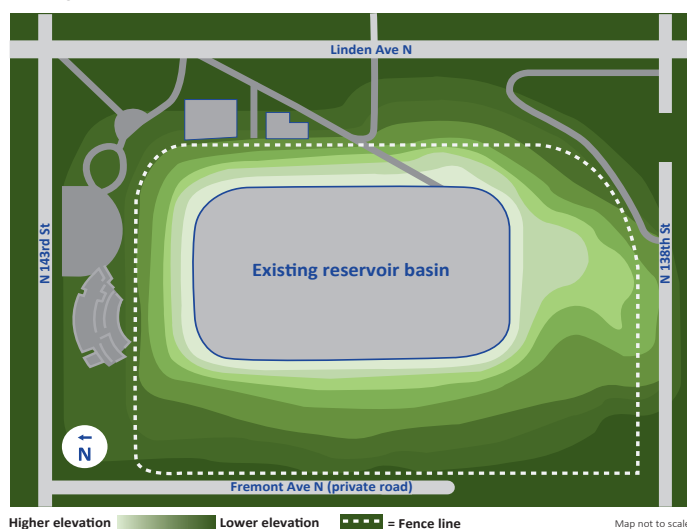 Linden Ave N
N 143rd St
Existing reservoir basin
N 138th St
N
Fremont Ave N (private road)
Higher elevation Lower elevation = Fence line Map not to scale